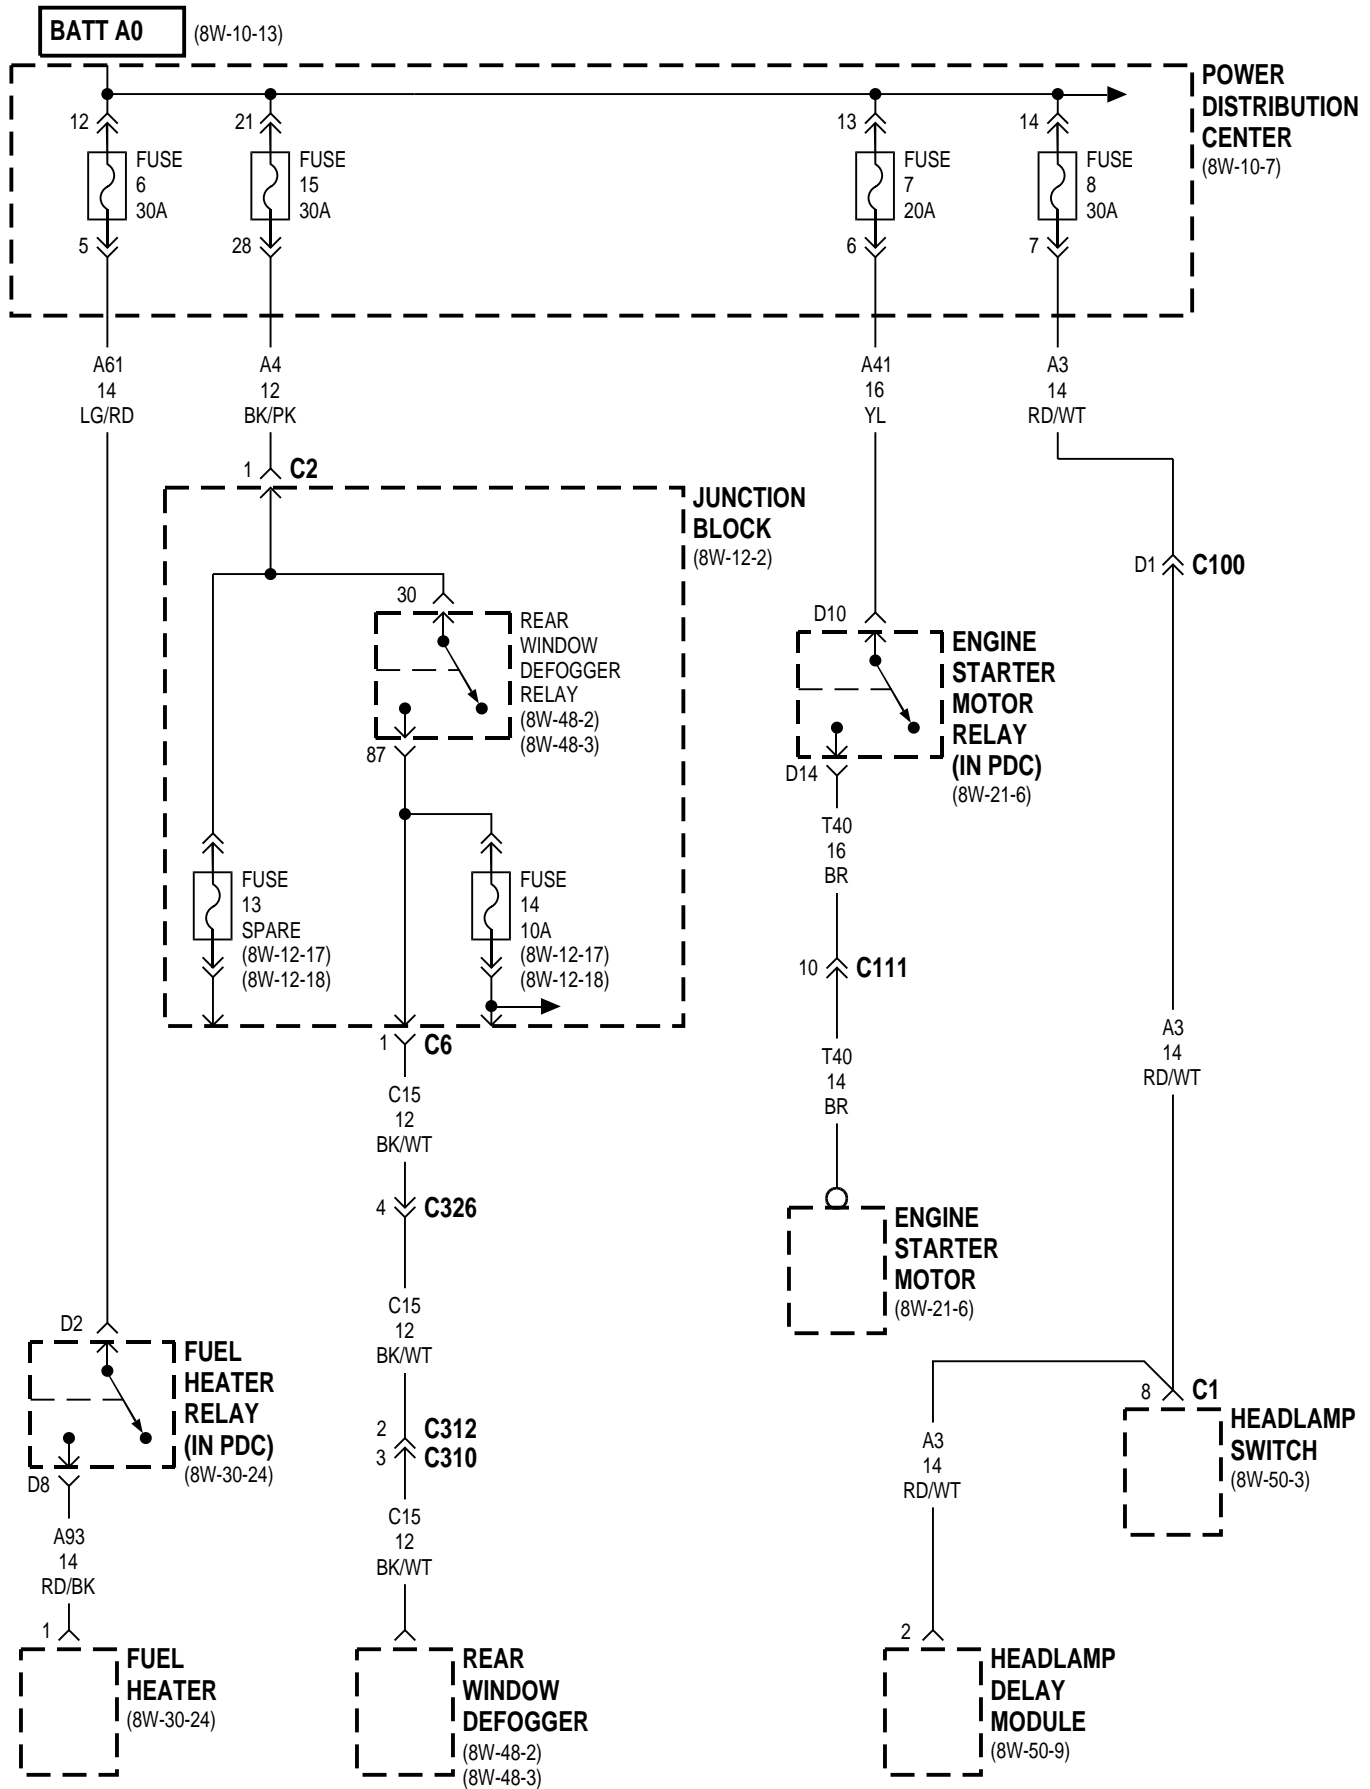 BATT A0
(8W-10-13)
POWER
DISTRIBUTION
CENTER
(8W-10-7)
12
FUSE
6
30A
5
21
FUSE
15
30A
28
13
FUSE
7
20A
6
14
FUSE
8
30A
7
A61
14
LG/RD
A4
12
BK/PK
A41
16
YL
A3
14
RD/WT
1
C2
JUNCTION
BLOCK
(8W-12-2)
D1
C100
30
REAR
WINDOW
DEFOGGER
RELAY
(8W-48-2)
(8W-48-3)
87
D10
ENGINE
STARTER
MOTOR
RELAY
(IN PDC)
(8W-21-6)
D14
T40
16
BR
FUSE
13
SPARE
(8W-12-17)
(8W-12-18)
FUSE
14
10A
(8W-12-17)
(8W-12-18)
10
C111
1
C6
T40
14
BR
A3
14
RD/WT
C15
12
BK/WT
4
C326
ENGINE
STARTER
MOTOR
(8W-21-6)
C15
12
BK/WT
D2
FUEL
HEATER
RELAY
(IN PDC)
(8W-30-24)
D8
2
C312
3
C310
8
C1
HEADLAMP
SWITCH
(8W-50-3)
A3
14
RD/WT
C15
12
BK/WT
A93
14
RD/BK
1
FUEL
HEATER
(8W-30-24)
REAR
WINDOW
DEFOGGER
(8W-48-2)
(8W-48-3)
2
HEADLAMP
DELAY
MODULE
(8W-50-9)